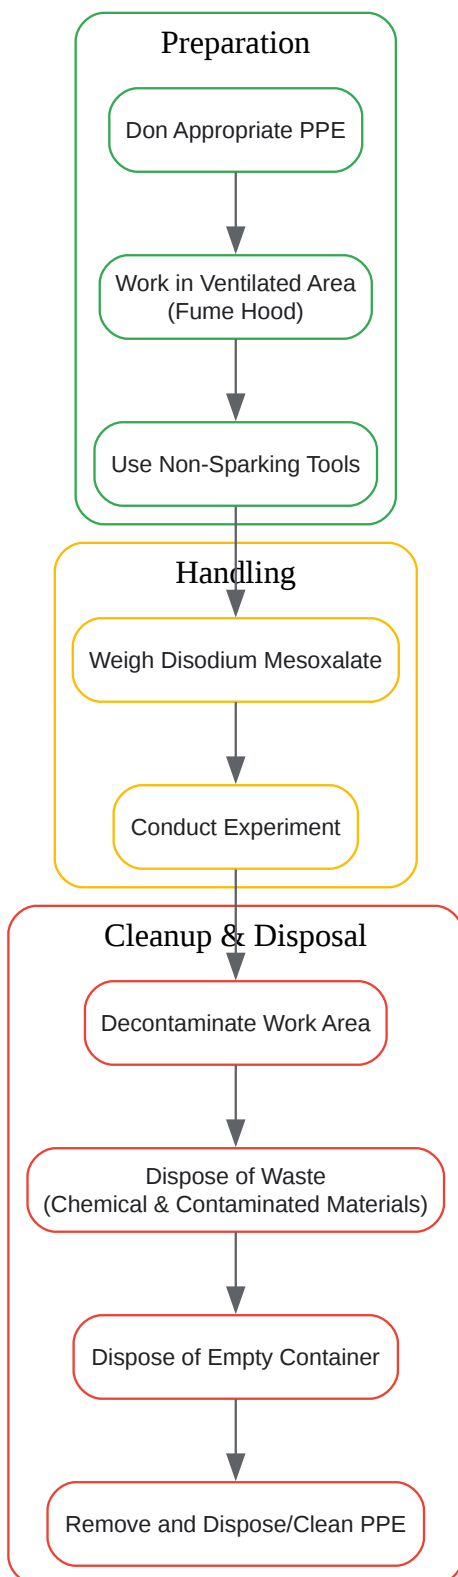 Preparation
Don Appropriate PPE
Work in Ventilated Area
(Fume Hood)
Use Non-Sparking Tools
Handling
Weigh Disodium Mesoxalate
Conduct Experiment
Cleanup & Disposal
Decontaminate Work Area
Dispose of Waste
(Chemical & Contaminated Materials)
Dispose of Empty Container
Remove and Dispose/Clean PPE